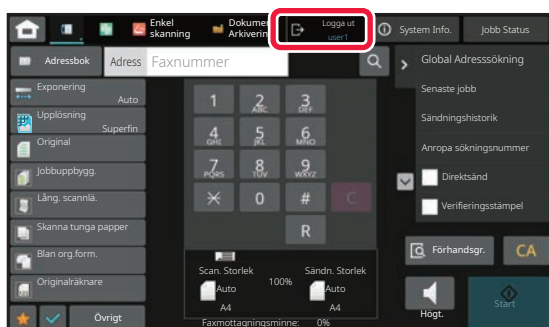 Enkel
skanning
Dokument
Arkivering
Logga ut
user1
System Info.
Jobb Status
Adressbok
Adress
Faxnummer
Global Adresssökning
Exponering
Auto
Upplösning
Superfin
Original
Jobbuppbygg.
Lång. scannlä.
Skanna tunga papper
Blan org.form.
Originalräknare
Övrigt
1
2 ABC
3 DEF
4 GHI
5 JKL
6 MNO
7 PQRS
8 TUV
9 WXYZ
0
#
C
R
Scan. Storlek
100%
Sändn. Storlek
Auto
Auto
A4
A4
Faxmottagningsminne: 0%
Senaste jobb
Sändningshistorik
Anropa sökningsnummer
Direktsänd
Verifieringsstämpel
Förhandsgr.
CA
Högt.
Start